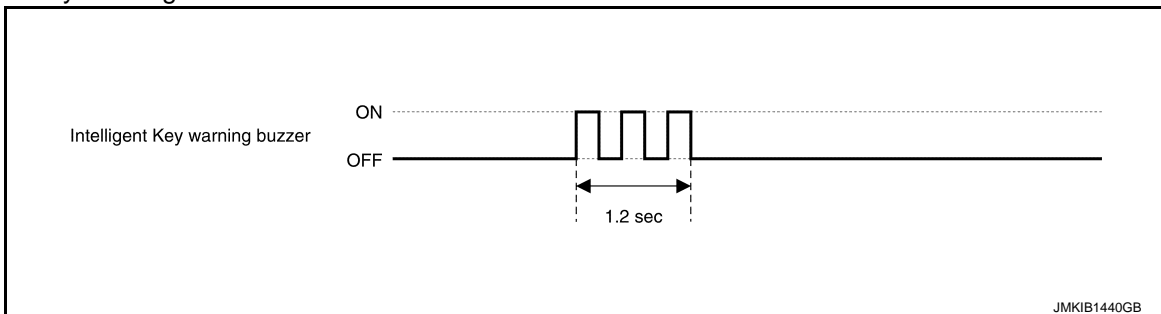 ON
Intelligent Key warning buzzer
OFF
1.2 sec
JMKIB1440GB